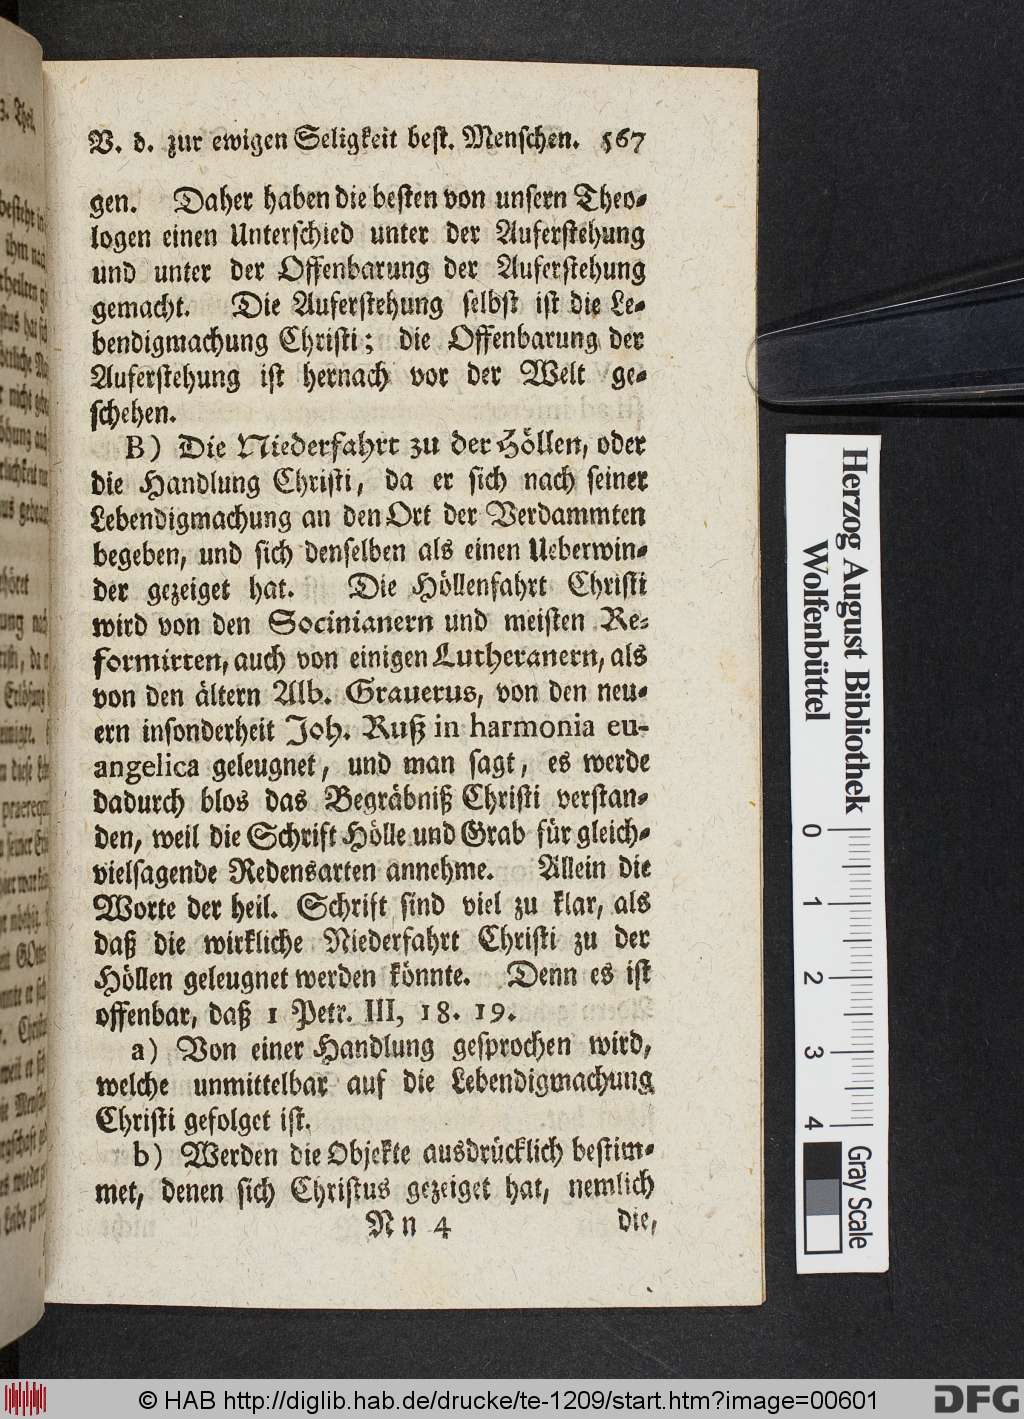 V. d. zur ewigen Seligkeit best. Menschen. 567
gen. Daher haben die besten von unsern Theo-
logen einen Unterschied unter der Auferstehung
und unter der Offenbarung der Auferstehung
gemacht. Die Auferstehung selbst ist die Le-
bendigmachung Christi; die Offenbarung der
Auferstehung ist hernach vor der Welt ge-
schehen.
B) Die Niederfahrt zu der Höllen, oder
die Handlung Christi, da er sich nach seiner
Lebendigmachung an den Ort der Verdammten
begeben, und sich denselben als einen Ueberwin-
der gezeiget hat. Die Höllenfahrt Christi
wird von den Socinianern und meisten Re-
formirten, auch von einigen Lutheranern, als
von den ältern Alb. Grauerus, von den neu-
ern insonderheit Joh. Ruß in harmonia eu-
angelica geleugnet, und man sagt, es werde
dadurch blos das Begräbniß Christi verstan-
den, weil die Schrift Hölle und Grab für gleich-
vielsagende Redensarten annehme. Allein die
Worte der heil. Schrift sind viel zu klar, als
daß die wirkliche Niederfahrt Christi zu der
Höllen geleugnet werden könnte. Denn es ist
offenbar, daß 1 Petr. III, 18. 19.
a) Von einer Handlung gesprochen wird,
welche unmittelbar auf die Lebendigmachung
Christi gefolget ist.
b) Werden die Objekte ausdrücklich bestim-
met, denen sich Christus gezeiget hat, nemlich
Nn 4 die,
Herzog August Bibliothek
Wolfenbüttel
0 1 2 3 4
Gray Scale
© HAB http://diglib.hab.de/drucke/te-1209/start.htm?image=00601
DFG